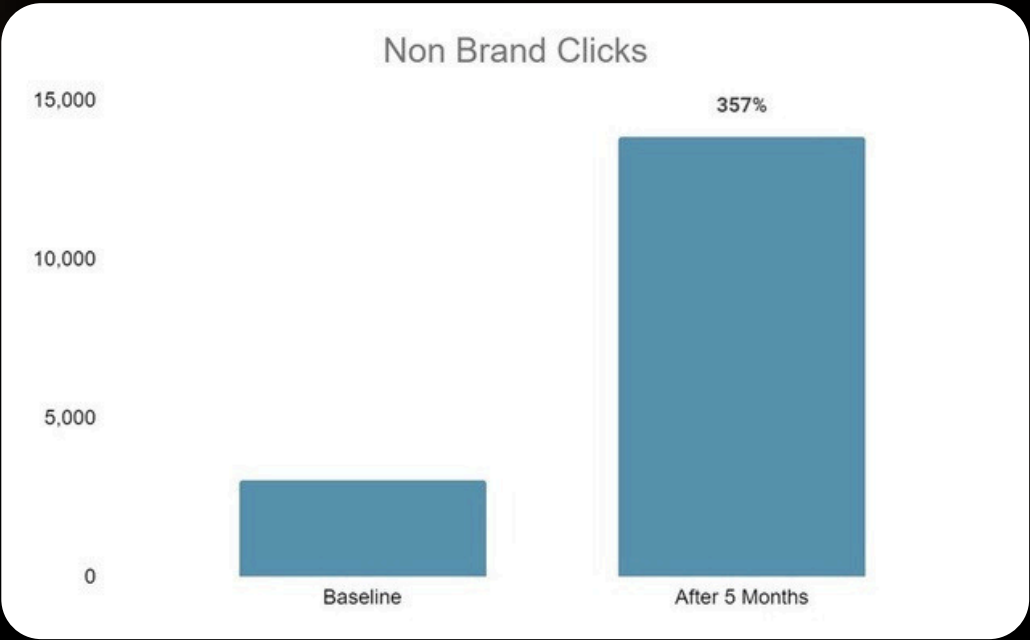 Non Brand Clicks
15,000
357%
10,000
5,000
0
Baseline After 5 Months